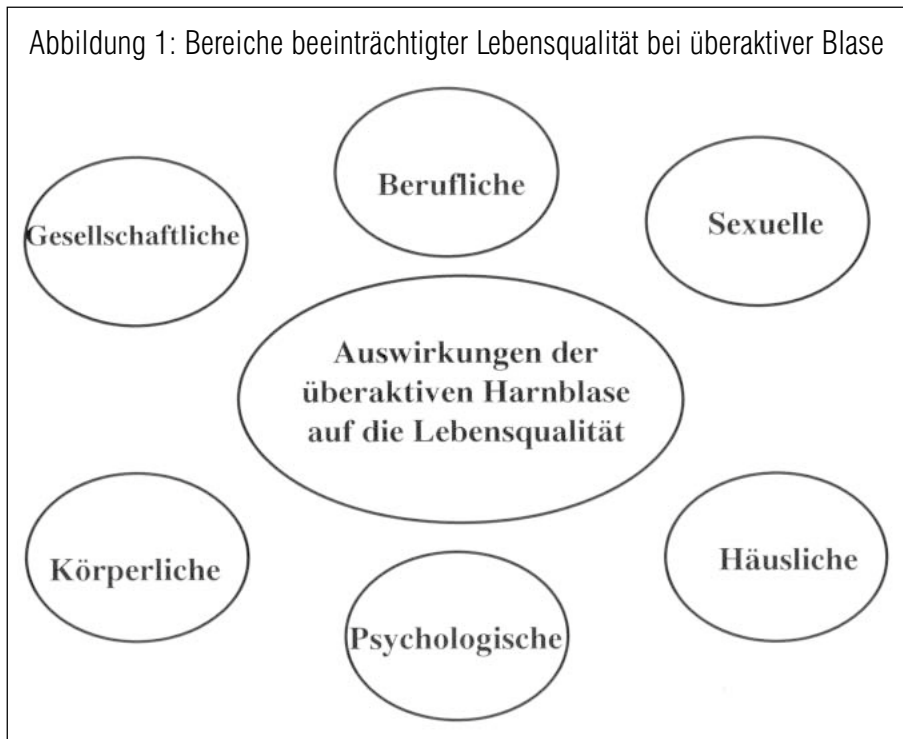 Abbildung 1: Bereiche beeinträchtigter Lebensqualität bei überaktiver Blase
Berufliche
Gesellschaftliche
Sexuelle
Auswirkungen der
überaktiven Harnblase
auf die Lebensqualität
Körperliche
Häusliche
Psychologische